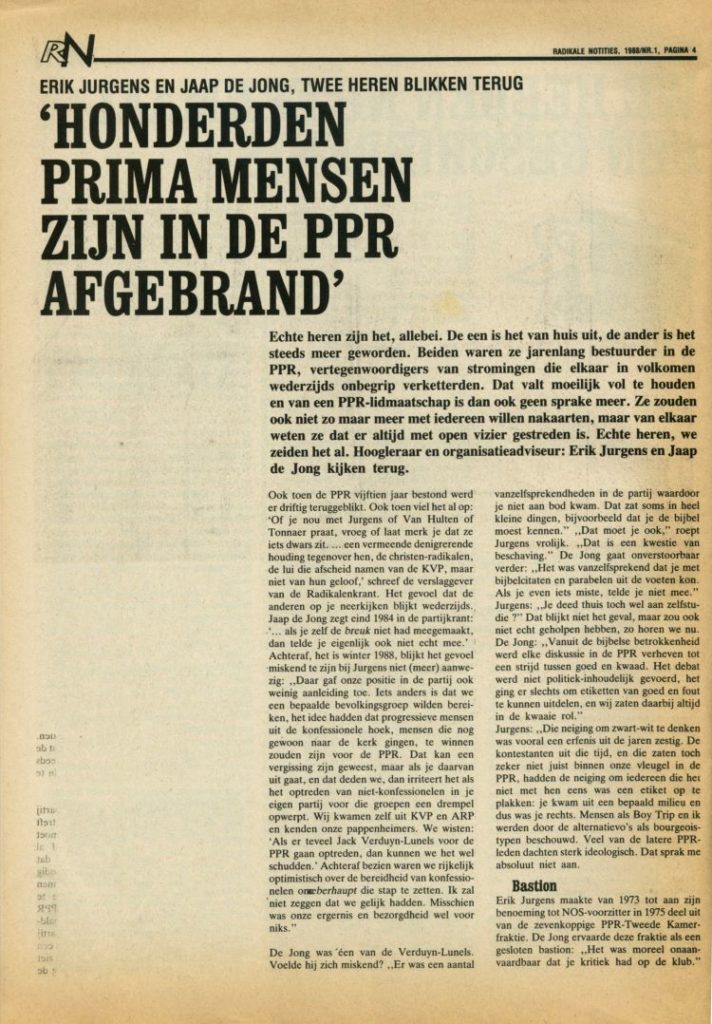 RN
RADIKALE NOTITIES, 1988/NR.1, PAGINA 4
ERIK JURGENS EN JAAP DE JONG, TWEE HEREN BLIKKEN TERUG
‘HONDERDEN
PRIMA MENSEN
ZIJN IN DE PPR
AFGEBRAND’
Echte heren zijn het, allebei. De een is het van huis uit, de ander is het
steeds meer geworden. Beiden waren ze jarenlang bestuurder in de
PPR, vertegenwoordigers van stromingen die elkaar in volkomen
wederzijds onbegrip verketterden. Dat valt moeilijk vol te houden
en van een PPR-lidmaatschap is dan ook geen sprake meer. Ze zouden
ook niet zo maar meer met iedereen willen nakaarten, maar van elkaar
weten ze dat er altijd met open vizier gestreden is. Echte heren, we
zeiden het al. Hoogleraar en organisatieadviseur: Erik Jurgens en Jaap
de Jong kijken terug.
Ook toen de PPR vijftien jaar bestond werd
er driftig teruggeblikt. Ook toen viel het al op:
‘Of je nou met Jurgens of Van Hulten of
Tonnaer praat, vroeg of laat merk je dat ze
iets dwars zit. ... een vermeende denigrerende
houding tegenover hen, de christen-radikalen,
de lui die afscheid namen van de KVP, maar
niet van hun geloof,’ schreef de verslaggever
van de Radikalenkrant. Het gevoel dat de
anderen op je neerkijken blijkt wederzijds.
Jaap de Jong zegt eind 1984 in de partijkrant:
‘... als je zelf de breuk niet had meegemaakt,
dan telde je eigenlijk ook niet echt mee.’
Achteraf, het is winter 1988, blijkt het gevoel
miskend te zijn bij Jurgens niet (meer) aanwe-
zig: ,,Daar gaf onze positie in de partij ook
weinig aanleiding toe. Iets anders is dat we
een bepaalde bevolkingsgroep wilden berei-
ken, het idee hadden dat progressieve mensen
uit de konfessionele hoek, mensen die nog
gewoon naar de kerk gingen, te winnen
zouden zijn voor de PPR. Dat kan een
vergissing zijn geweest, maar als je daarvan
uit gaat, en dat deden we, dan irriteert het als
het optreden van niet-konfessionelen in je
eigen partij voor die groepen een drempel
opwerpt. Wij kwamen zelf uit KVP en ARP
en kenden onze pappenheimers. We wisten:
‘Als er teveel Jack Verduyn-Lunels voor de
PPR gaan optreden, dan kunnen we het wel
schudden.’ Achteraf bezien waren we rijkelijk
optimistisch over de bereidheid van konfessio-
nelen om überhaupt die stap te zetten. Ik zal
niet zeggen dat we gelijk hadden. Misschien
was onze ergernis en bezorgdheid wel voor
niks.”
De Jong was één van de Verduyn-Lunels.
Voelde hij zich miskend? ,,Er was een aantal
vanzelfsprekendheden in de partij waardoor
je niet aan bod kwam. Dat zat soms in heel
kleine dingen, bijvoorbeeld dat je de bijbel
moest kennen.” ,,Dat moet je ook,” roept
Jurgens vrolijk. ,,Dat is een kwestie van
beschaving.” De Jong gaat onverstoorbaar
verder: ,,Het was vanzelfsprekend dat je met
bijbelcitaten en parabelen uit de voeten kon.
Als je even iets miste, telde je niet mee.”
Jurgens: ,,Je deed thuis toch wel aan zelfstu-
die ?” Dat blijkt niet het geval, maar zou ook
niet echt geholpen hebben, zo horen we nu.
De Jong: ,,Vanuit de bijbelse betrokkenheid
werd elke diskussie in de PPR verheven tot
een strijd tussen goed en kwaad. Het debat
werd niet politiek-inhoudelijk gevoerd, het
ging er slechts om etiketten van goed en fout
te kunnen uitdelen, en wij zaten daarbij altijd
in de kwaaie rol.”
Jurgens: ,,Die neiging om zwart-wit te denken
was vooral een erfenis uit de jaren zestig. De
kontestanten uit die tijd, en die zaten toch
zeker niet juist binnen onze vleugel in de
PPR, hadden de neiging om iedereen die het
niet met hen eens was een etiket op te
plakken: je kwam uit een bepaald milieu en
dus was je rechts. Mensen als Boy Trip en ik
werden door de alternatievo’s als bourgeois-
typen beschouwd. Veel van de latere PPR-
leden dachten sterk ideologisch. Dat sprak me
absoluut niet aan.
Bastion
Erik Jurgens maakte van 1973 tot aan zijn
benoeming tot NOS-voorzitter in 1975 deel uit
van de zevenkoppige PPR-Tweede Kamer-
fraktie. De Jong ervaarde deze fraktie als een
gesloten bastion: ,,Het was moreel onaan-
vaardbaar dat je kritiek had op de klub.”